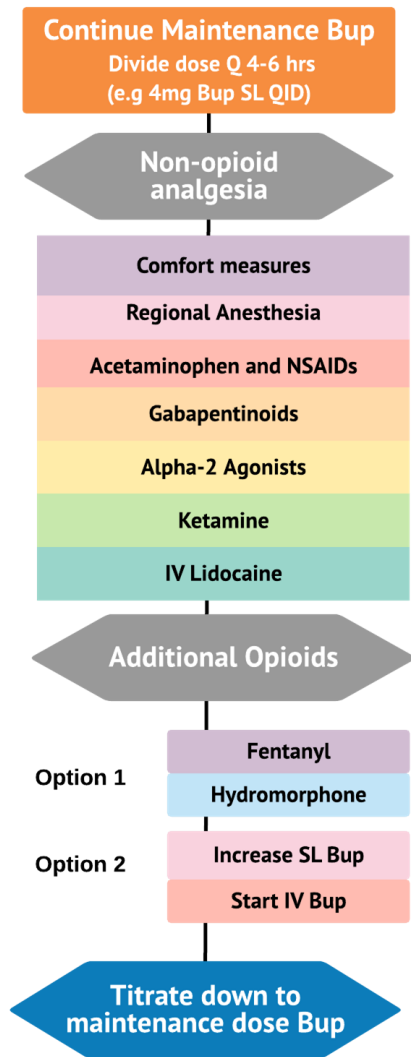 Continue Maintenance Bup
Divide dose Q 4-6 hrs
(e.g 4mg Bup SL QID)
Non-opioid
analgesia
Comfort measures
Regional Anesthesia
Acetaminophen and NSAIDs
Gabapentinoids
Alpha-2 Agonists
Ketamine
IV Lidocaine
Additional Opioids
Option 1
Fentanyl
Hydromorphone
Option 2
Increase SL Bup
Start IV Bup
Titrate down to
maintenance dose Bup